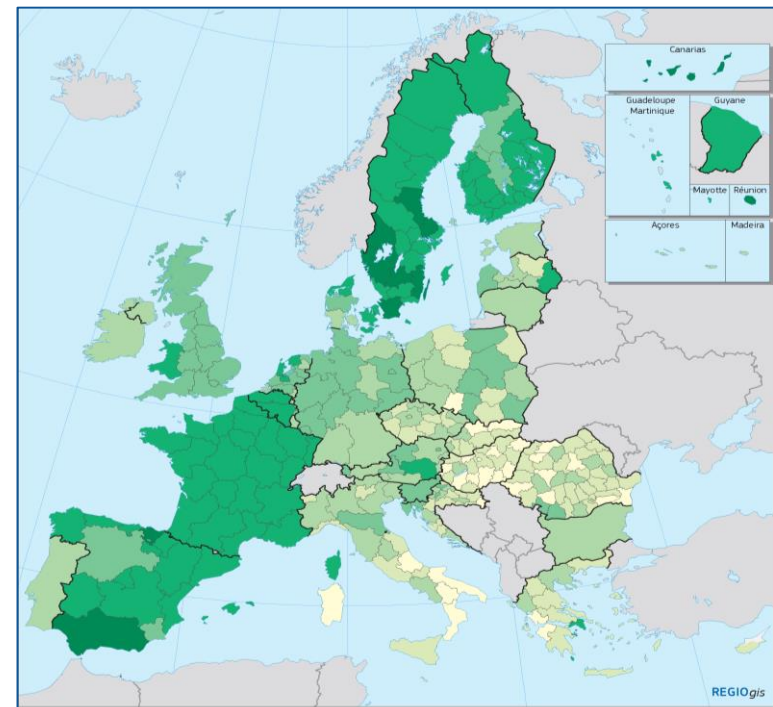 Canarias
Guadeloupe
Martinique
Guyane
Mayotte
Réunion
Açores
Madeira
REGIOgis